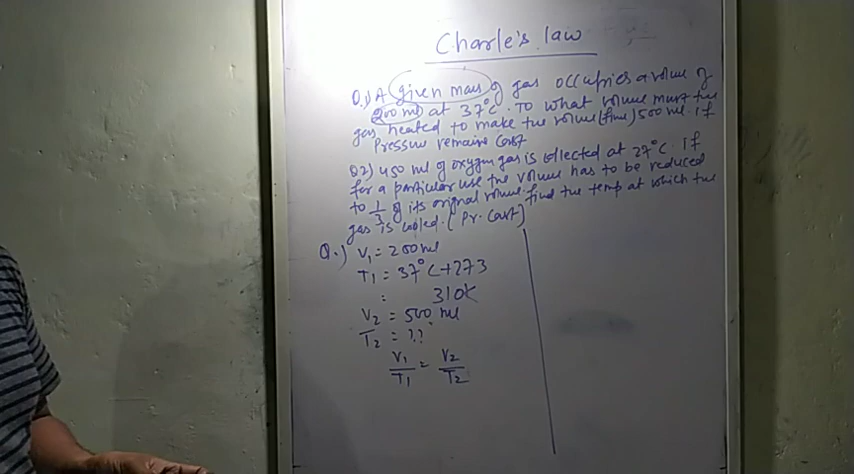 Charle's law
Q.1) A given mass of gas occupies a volume of
200 ml at 37°C. To what volume must the
gas heated to make the volume (final) 500 ml. if
Pressure remains Const
Q2) 450 ml of oxygen gas is collected at 27°C. If
for a particular use the volume has to be reduced
to 1/3 of its original volume. find the temp at which the
gas is cooled. [Pr. Const]
Q.1) V₁ = 200 ml
T₁ = 37°C+273
: 310K
V₂ = 500 ml
T₂ = ??
V₁/T₁ = V₂/T₂